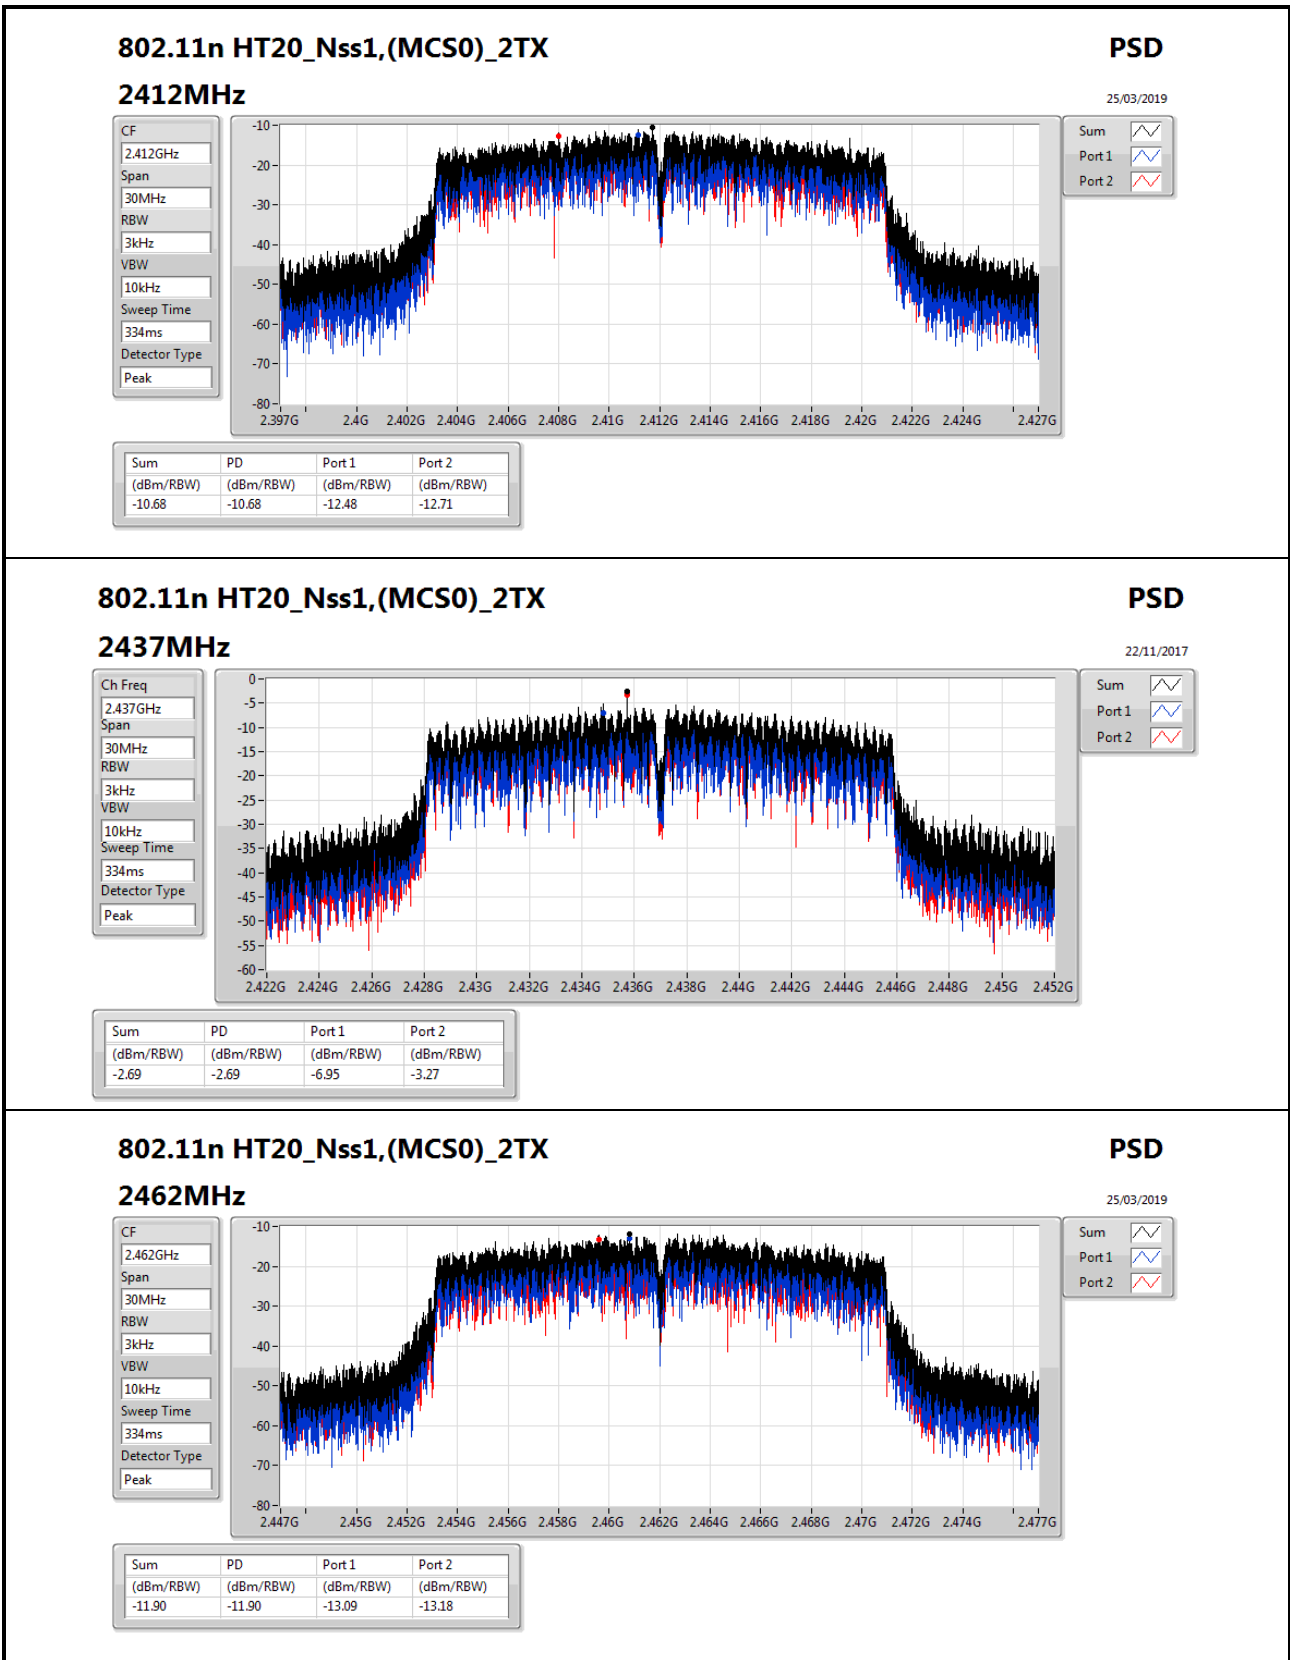 802.11n HT20_Nss1,(MCS0)_2TX PSD
2412MHz 25/03/2019
CF
2.412GHz
Span
30MHz
RBW
3kHz
VBW
10kHz
Sweep Time
334ms
Detector Type
Peak
-10
-20
-30
-40
-50
-60
-70
-80
2.397G 2.4G 2.402G 2.404G 2.406G 2.408G 2.41G 2.412G 2.414G 2.416G 2.418G 2.42G 2.422G 2.424G 2.427G
Sum
Port 1
Port 2
Sum PD Port 1 Port 2
(dBm/RBW) (dBm/RBW) (dBm/RBW) (dBm/RBW)
-10.68 -10.68 -12.48 -12.71
802.11n HT20_Nss1,(MCS0)_2TX PSD
2437MHz 22/11/2017
Ch Freq
2.437GHz
Span
30MHz
RBW
3kHz
VBW
10kHz
Sweep Time
334ms
Detector Type
Peak
0
-5
-10
-15
-20
-25
-30
-35
-40
-45
-50
-55
-60
2.422G 2.424G 2.426G 2.428G 2.43G 2.432G 2.434G 2.436G 2.438G 2.44G 2.442G 2.444G 2.446G 2.448G 2.45G 2.452G
Sum
Port 1
Port 2
Sum PD Port 1 Port 2
(dBm/RBW) (dBm/RBW) (dBm/RBW) (dBm/RBW)
-2.69 -2.69 -6.95 -3.27
802.11n HT20_Nss1,(MCS0)_2TX PSD
2462MHz 25/03/2019
CF
2.462GHz
Span
30MHz
RBW
3kHz
VBW
10kHz
Sweep Time
334ms
Detector Type
Peak
-10
-20
-30
-40
-50
-60
-70
-80
2.447G 2.45G 2.452G 2.454G 2.456G 2.458G 2.46G 2.462G 2.464G 2.466G 2.468G 2.47G 2.472G 2.474G 2.477G
Sum
Port 1
Port 2
Sum PD Port 1 Port 2
(dBm/RBW) (dBm/RBW) (dBm/RBW) (dBm/RBW)
-11.90 -11.90 -13.09 -13.18